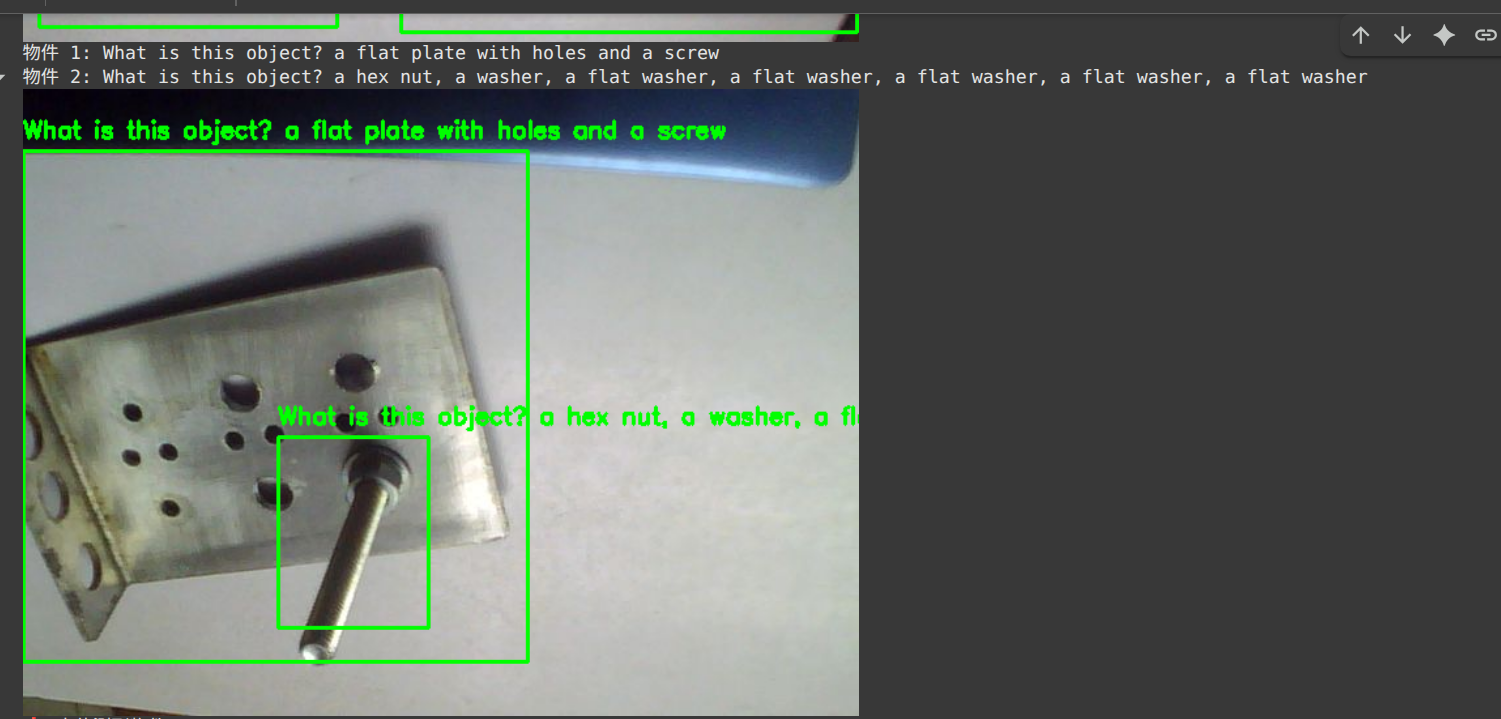 物件 1: What is this object? a flat plate with holes and a screw
物件 2: What is this object? a hex nut, a washer, a flat washer, a flat washer, a flat washer, a flat washer, a flat washer
What is this object? a flat plate with holes and a screw
What is this object? a hex nut, a washer, a fl